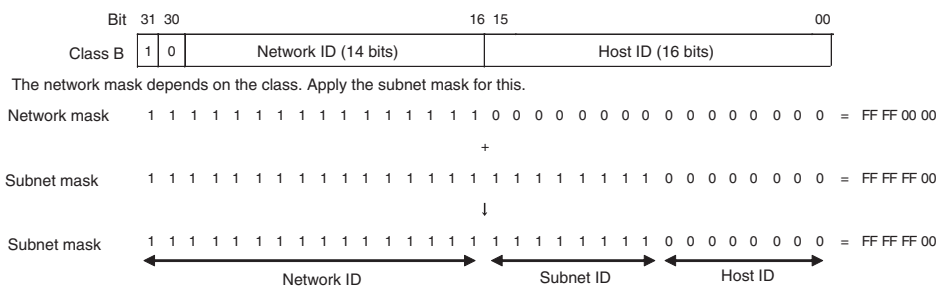 Bit 31 30 16 15 00
Class B 1 0 Network ID (14 bits) Host ID (16 bits)
The network mask depends on the class. Apply the subnet mask for this.
Network mask 1 1 1 1 1 1 1 1 1 1 1 1 1 1 1 1 0 0 0 0 0 0 0 0 0 0 0 0 0 0 0 0 = FF FF 00 00
+
Subnet mask 1 1 1 1 1 1 1 1 1 1 1 1 1 1 1 1 1 1 1 1 1 1 1 1 0 0 0 0 0 0 0 0 = FF FF FF 00
↓
Subnet mask 1 1 1 1 1 1 1 1 1 1 1 1 1 1 1 1 1 1 1 1 1 1 1 1 0 0 0 0 0 0 0 0 = FF FF FF 00
Network ID Subnet ID Host ID